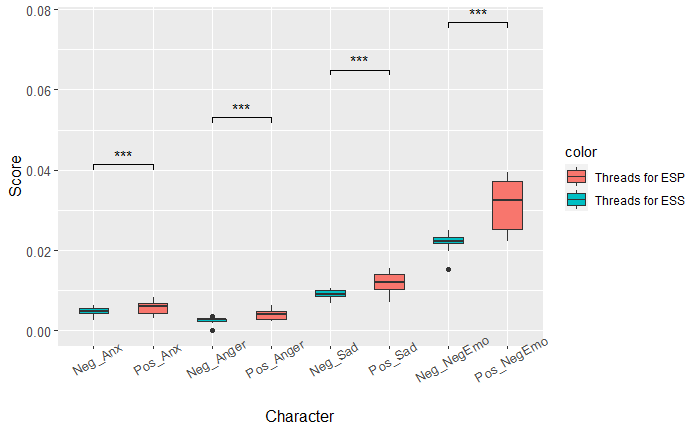 0.08
0.06
0.04
0.02
0.00
Score
***
***
***
***
Neg_Anx
Pos_Anx
Neg_Anger
Pos_Anger
Neg_Sad
Pos_Sad
Neg_NegEmo
Pos_NegEmo
Character
color
Threads for ESP
Threads for ESS